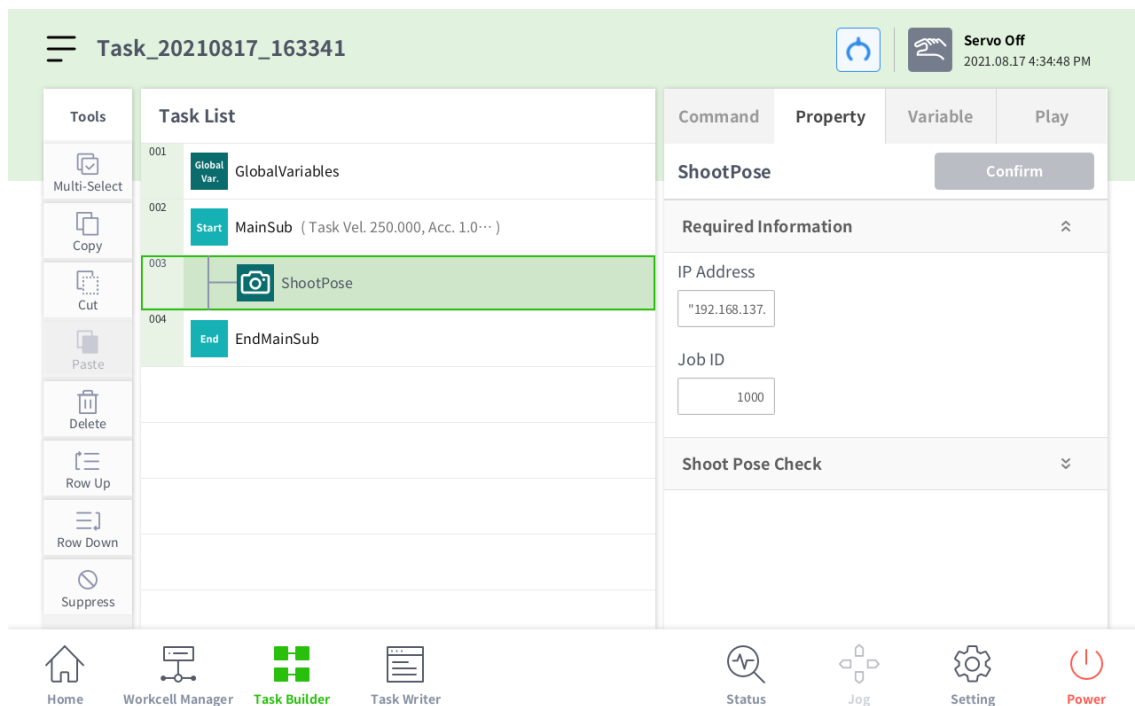 Task_20210817_163341
Servo Off
2021.08.17 4:34:48 PM
Tools
Multi-Select
Copy
Cut
Paste
Delete
Row Up
Row Down
Suppress
Task List
001
Global
Var.
GlobalVariables
002
Start
MainSub ( Task Vel. 250.000, Acc. 1.0⋯ )
003
ShootPose
004
End
EndMainSub
Command
Property
Variable
Play
ShootPose
Confirm
Required Information
IP Address
"192.168.137.
Job ID
1000
Shoot Pose Check
Home
Workcell Manager
Task Builder
Task Writer
Status
Jog
Setting
Power